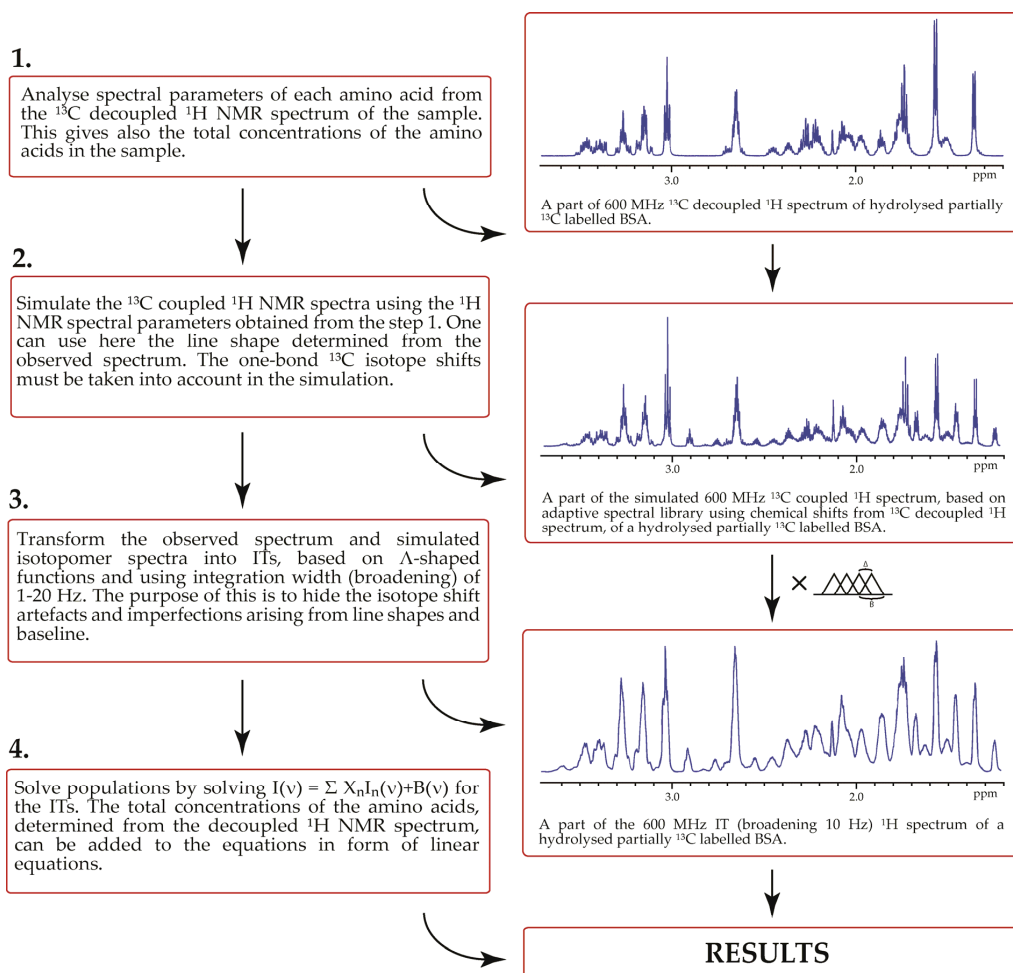 1.
Analyse spectral parameters of each amino acid from
the ¹³C decoupled ¹H NMR spectrum of the sample.
This gives also the total concentrations of the amino
acids in the sample.
3.0
2.0
ppm
A part of 600 MHz ¹³C decoupled ¹H spectrum of hydrolysed partially
¹³C labelled BSA.
2.
Simulate the ¹³C coupled ¹H NMR spectra using the ¹H
NMR spectral parameters obtained from the step 1. One
can use here the line shape determined from the
observed spectrum. The one-bond ¹³C isotope shifts
must be taken into account in the simulation.
3.0
2.0
ppm
A part of the simulated 600 MHz ¹³C coupled ¹H spectrum, based on
adaptive spectral library using chemical shifts from ¹³C decoupled ¹H
spectrum, of a hydrolysed partially ¹³C labelled BSA.
3.
Transform the observed spectrum and simulated
isotopomer spectra into ITs, based on Λ-shaped
functions and using integration width (broadening) of
1-20 Hz. The purpose of this is to hide the isotope shift
artefacts and imperfections arising from line shapes and
baseline.
×
Δ
B
3.0
2.0
ppm
A part of the 600 MHz IT (broadening 10 Hz) ¹H spectrum of a
hydrolysed partially ¹³C labelled BSA.
4.
Solve populations by solving I(ν) = Σ XₙIₙ(ν)+B(ν) for
the ITs. The total concentrations of the amino acids,
determined from the decoupled ¹H NMR spectrum,
can be added to the equations in form of linear
equations.
RESULTS